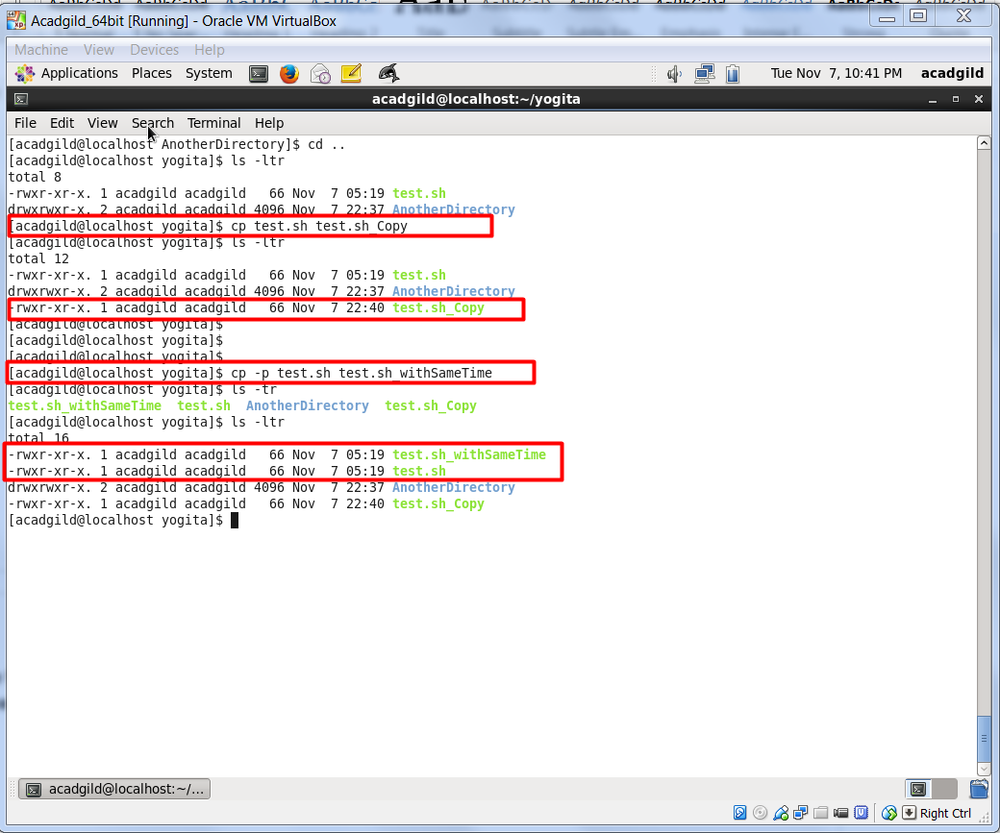 Acadgild_64bit [Running] - Oracle VM VirtualBox
Machine View Devices Help
Applications Places System Tue Nov 7, 10:41 PM acadgild
acadgild@localhost:~/yogita
File Edit View Search Terminal Help
[acadgild@localhost AnotherDirectory]$ cd ..
[acadgild@localhost yogita]$ ls -ltr
total 8
-rwxr-xr-x. 1 acadgild acadgild   66 Nov  7 05:19 test.sh
drwxrwxr-x. 2 acadgild acadgild 4096 Nov  7 22:37 AnotherDirectory
[acadgild@localhost yogita]$ cp test.sh test.sh_Copy
[acadgild@localhost yogita]$ ls -ltr
total 12
-rwxr-xr-x. 1 acadgild acadgild   66 Nov  7 05:19 test.sh
drwxrwxr-x. 2 acadgild acadgild 4096 Nov  7 22:37 AnotherDirectory
-rwxr-xr-x. 1 acadgild acadgild   66 Nov  7 22:40 test.sh_Copy
[acadgild@localhost yogita]$
[acadgild@localhost yogita]$
[acadgild@localhost yogita]$
[acadgild@localhost yogita]$ cp -p test.sh test.sh_withSameTime
[acadgild@localhost yogita]$ ls -tr
test.sh_withSameTime  test.sh  AnotherDirectory  test.sh_Copy
[acadgild@localhost yogita]$ ls -ltr
total 16
-rwxr-xr-x. 1 acadgild acadgild   66 Nov  7 05:19 test.sh_withSameTime
-rwxr-xr-x. 1 acadgild acadgild   66 Nov  7 05:19 test.sh
drwxrwxr-x. 2 acadgild acadgild 4096 Nov  7 22:37 AnotherDirectory
-rwxr-xr-x. 1 acadgild acadgild   66 Nov  7 22:40 test.sh_Copy
[acadgild@localhost yogita]$
acadgild@localhost:~/...
Right Ctrl